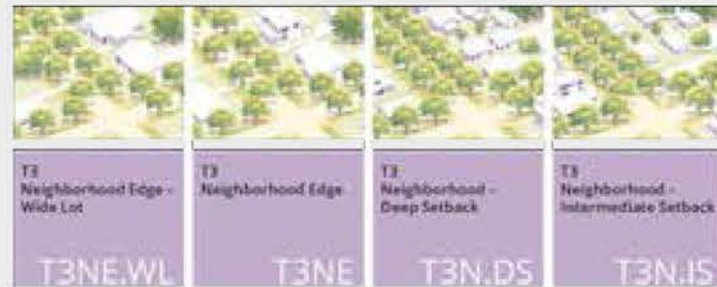 T3
Neighborhood Edge -
Wide Lot
T3NE.WL
T3
Neighborhood Edge
T3NE
T3
Neighborhood -
Deep Setback
T3N.DS
T3
Neighborhood -
Intermediate Setback
T3N.IS